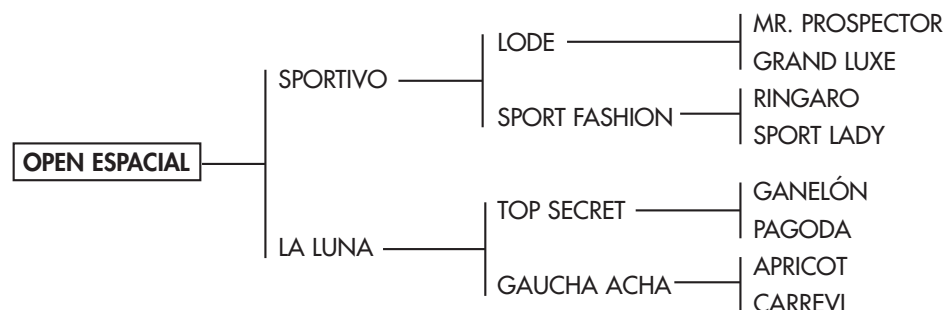 MR. PROSPECTOR
LODE
GRAND LUXE
SPORTIVO
RINGARO
SPORT FASHION
SPORT LADY
OPEN ESPACIAL
GANELÓN
TOP SECRET
PAGODA
LA LUNA
APRICOT
GAUCHA ACHA
CARREVI